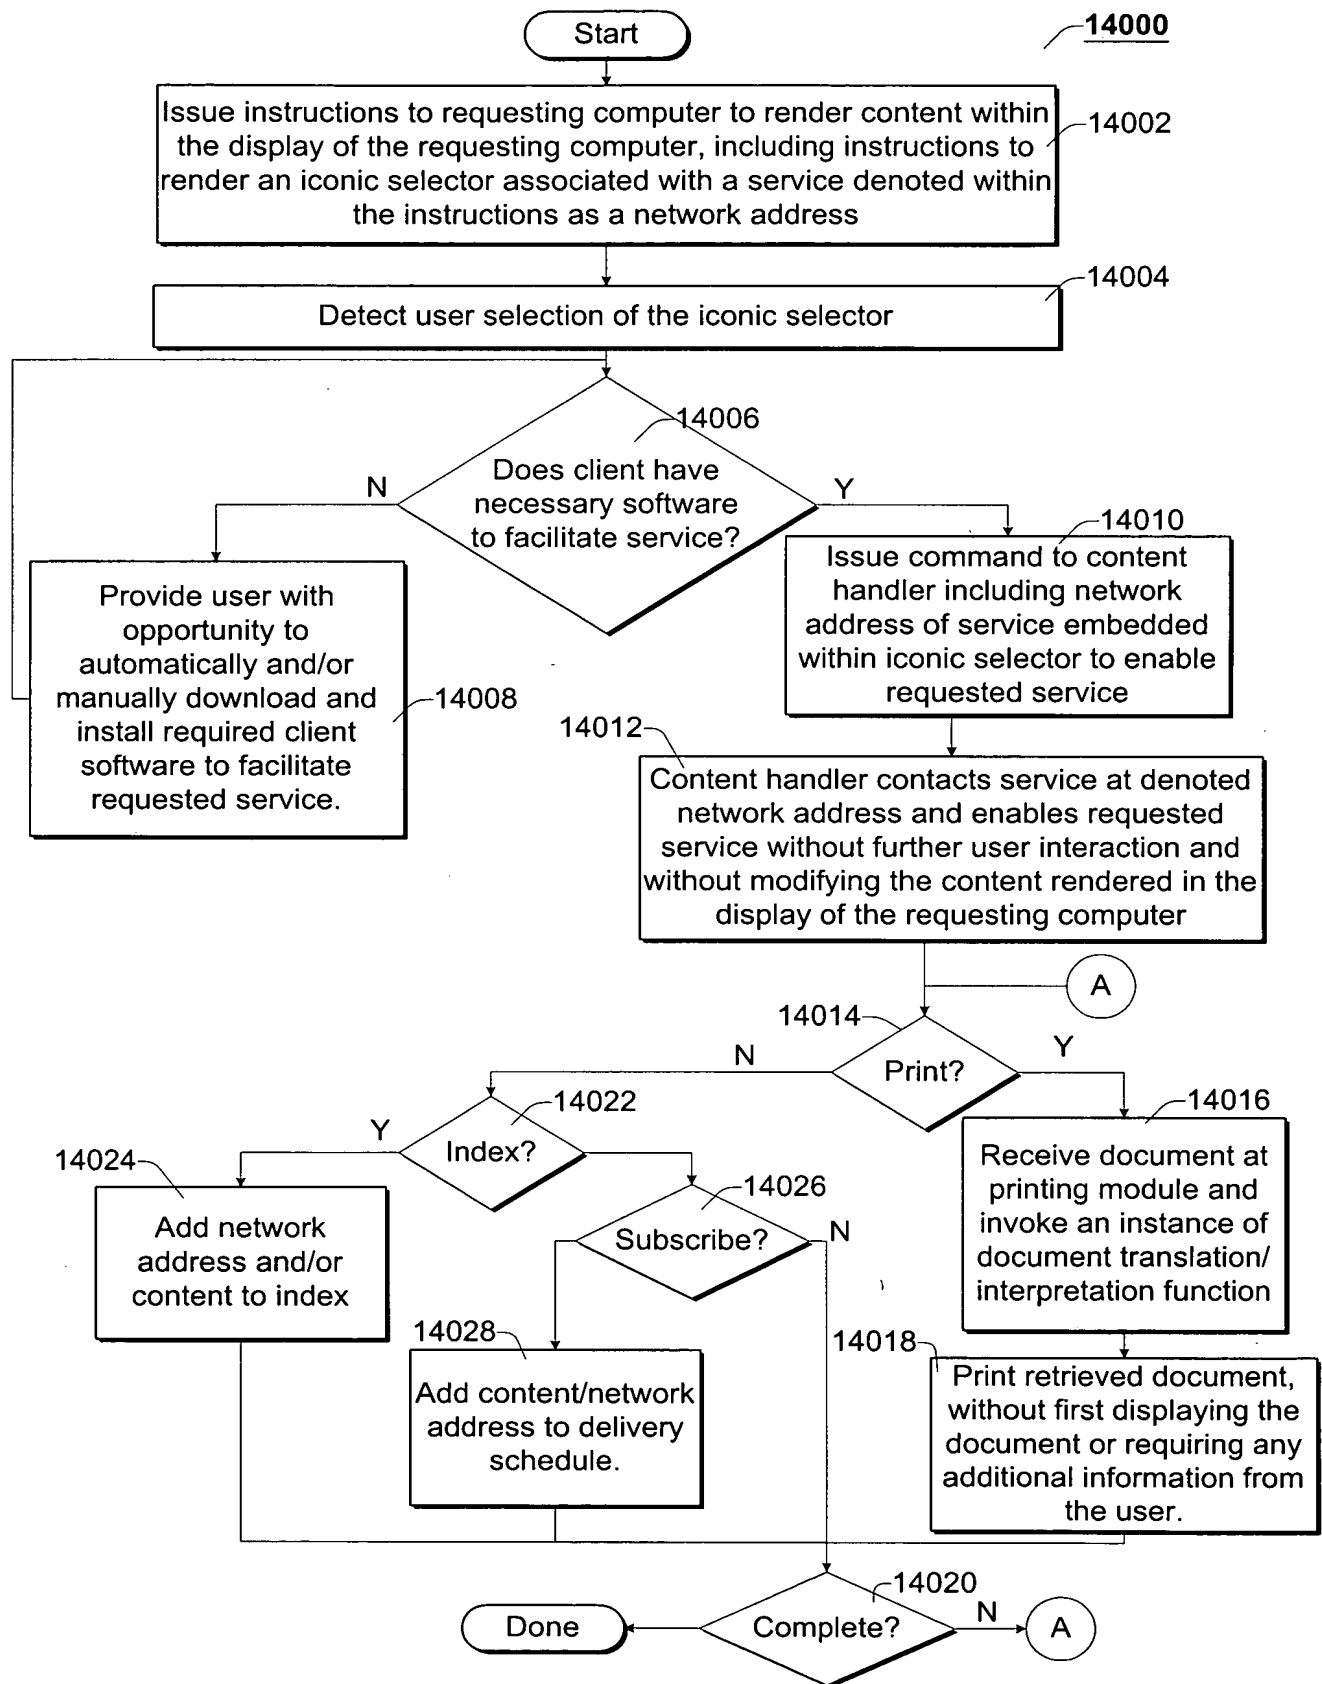 Start
14000
Issue instructions to requesting computer to render content within
the display of the requesting computer, including instructions to
render an iconic selector associated with a service denoted within
the instructions as a network address
14002
14004
Detect user selection of the iconic selector
14006
Does client have
necessary software
to facilitate service?
N
Y
14008
Provide user with
opportunity to
automatically and/or
manually download and
install required client
software to facilitate
requested service.
14010
Issue command to content
handler including network
address of service embedded
within iconic selector to enable
requested service
14012
Content handler contacts service at denoted
network address and enables requested
service without further user interaction and
without modifying the content rendered in the
display of the requesting computer
A
14014
Print?
N
Y
14022
Index?
Y
14016
Receive document at
printing module and
invoke an instance of
document translation/
interpretation function
14024
Add network
address and/or
content to index
14026
Subscribe?
N
14028
Add content/network
address to delivery
schedule.
14018
Print retrieved document,
without first displaying the
document or requiring any
additional information from
the user.
14020
Complete?
N
A
Done